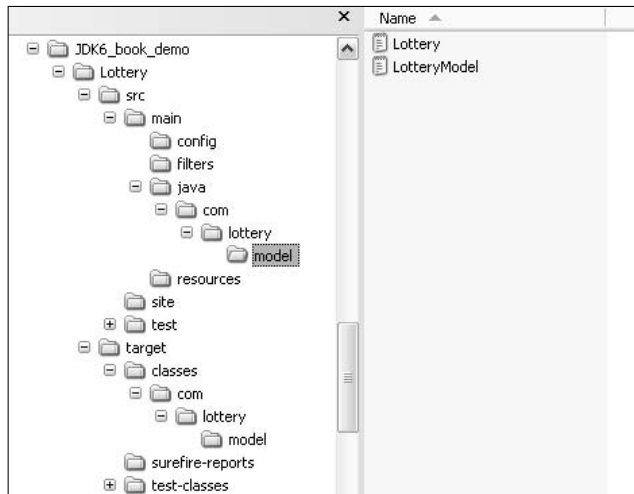 Name
JDK6_book_demo
Lottery
src
main
config
filters
java
com
lottery
model
resources
site
test
target
classes
com
lottery
model
surefire-reports
test-classes
Lottery
LotteryModel